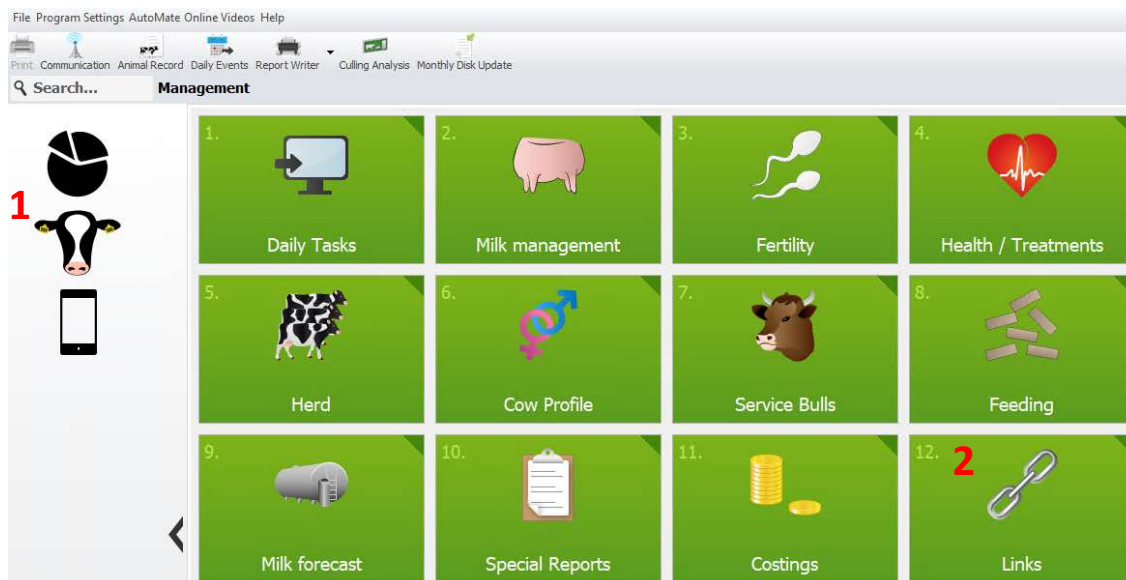 File Program Settings AutoMate Online Videos Help
Print Communication Animal Record Daily Events Report Writer Culling Analysis Monthly Disk Update
Search... Management
1. 2. 3. 4.
1
Daily Tasks Milk management Fertility Health / Treatments
5. 6. 7. 8.
Herd Cow Profile Service Bulls Feeding
9. 10. 11. 12. 2
Milk forecast Special Reports Costings Links